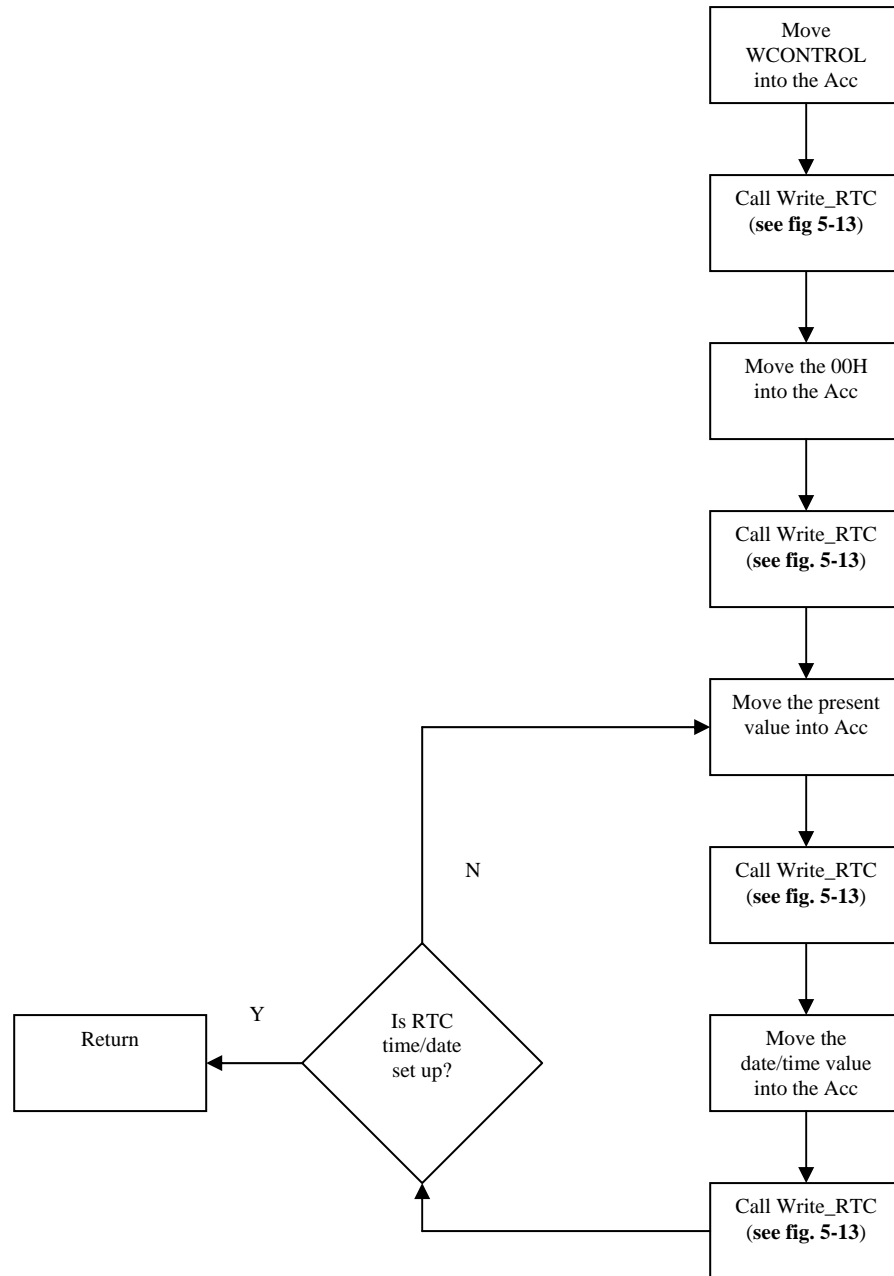 Move
WCONTROL
into the Acc
Call Write_RTC
(see fig 5-13)
Move the 00H
into the Acc
Call Write_RTC
(see fig. 5-13)
Move the present
value into Acc
N
Call Write_RTC
(see fig. 5-13)
Return
Y
Is RTC
time/date
set up?
Move the
date/time value
into the Acc
Call Write_RTC
(see fig. 5-13)